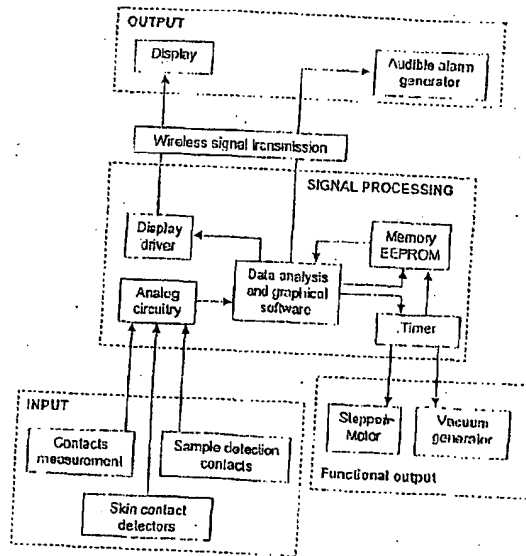 OUTPUT
Display
Audible alarm
generator
Wireless signal transmission
SIGNAL PROCESSING
Display
driver
Memory
EEPROM
Data analysis
and graphical
software
Analog
circuitry
Timer
INPUT
Contacts
measurement
Sample detection
contacts
Skin contact
detectors
Stepper
Motor
Vacuum
generator
Functional output